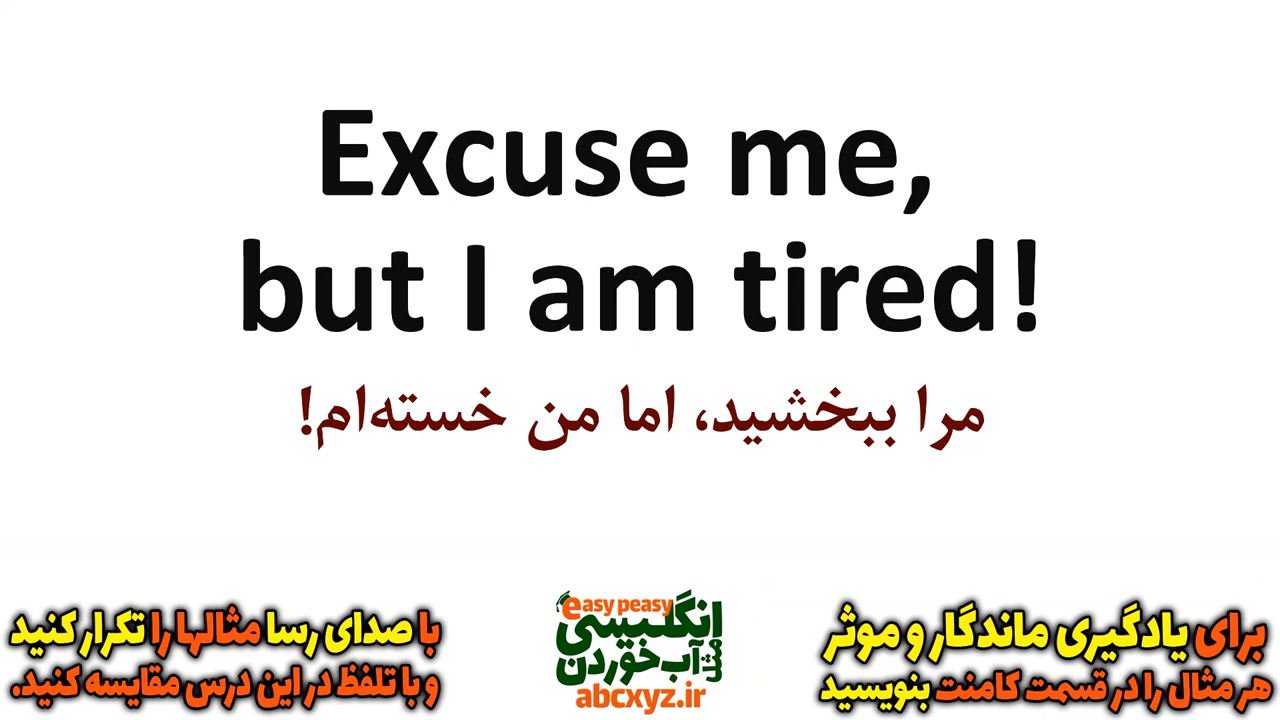 Excuse me,
but I am tired!
مرا ببخشید، اما من خسته‌ام!
برای یادگیری ماندگار و موثر
هر مثال را در قسمت کامنت بنویسید
easy peasy
انگلیسی
مثل آب خوردن
abcxyz.ir
با صدای رسا مثالها را تکرار کنید
و با تلفظ در این درس مقایسه کنید.